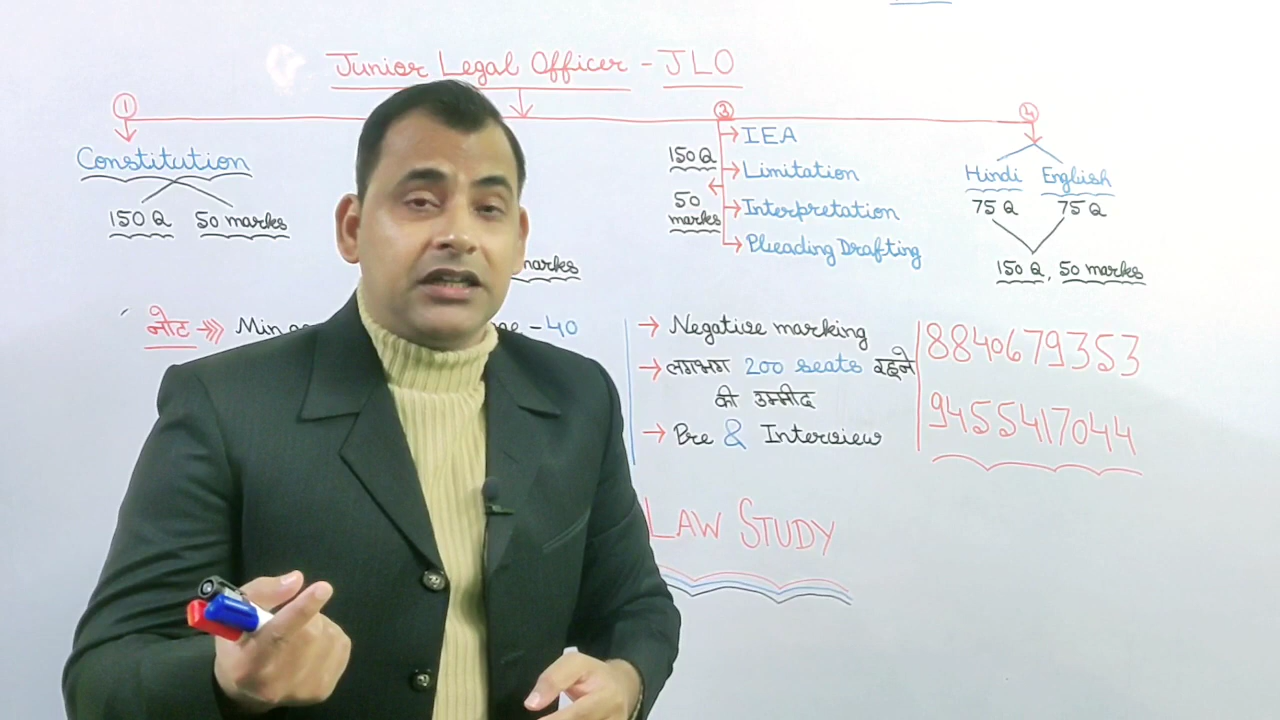 Junior Legal Officer - JLO
1
Constitution
150 Q 50 marks
marks
3
150 Q
50
marks
IEA
Limitation
Interpretation
Pleading Drafting
4
Hindi English
75 Q 75 Q
150 Q, 50 marks
नोट Min - 40
Negative marking
लगभग 200 seats रहने
की उम्मीद
Pre & Interview
8840679353
9455417044
LAW STUDY